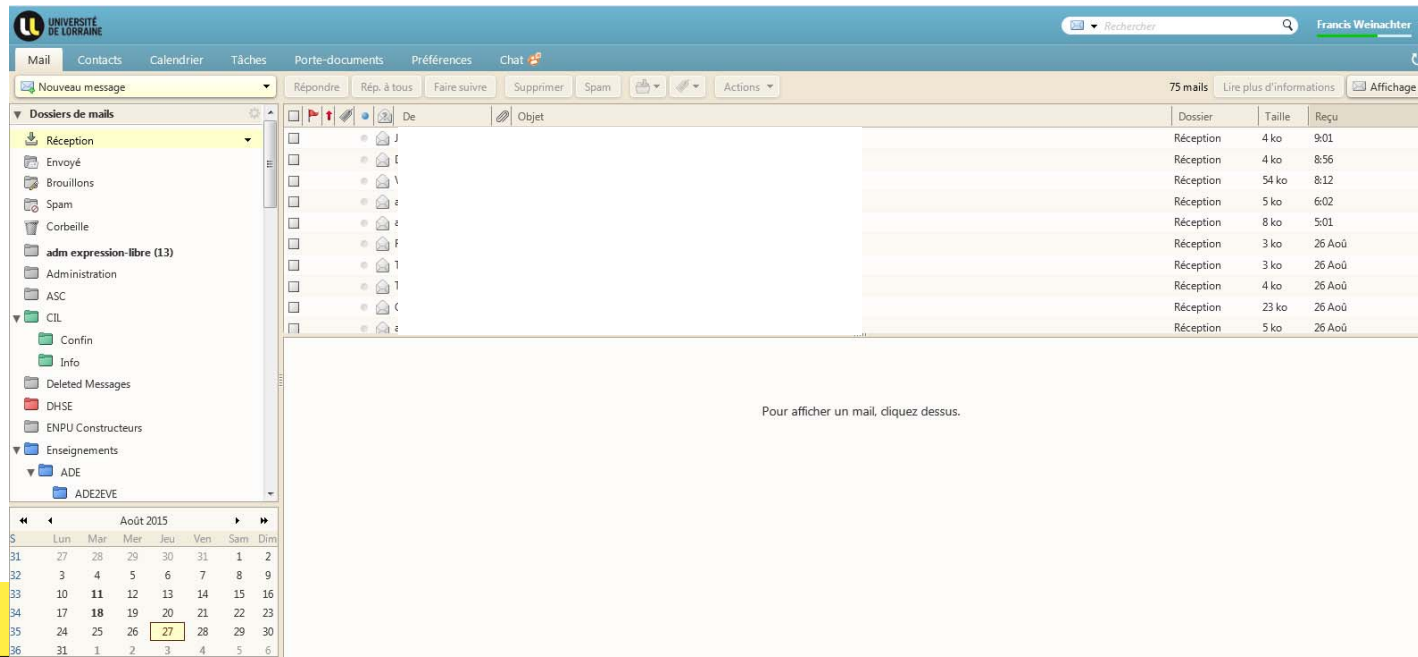 UNIVERSITÉ
DE LORRAINE
Rechercher
Francis Weinachter
Mail Contacts Calendrier Tâches Porte-documents Préférences Chat
Nouveau message Répondre Rép. à tous Faire suivre Supprimer Spam Actions 75 mails Lire plus d'informations Affichage
Dossiers de mails
Réception
Envoyé
Brouillons
Spam
Corbeille
adm expression-libre (13)
Administration
ASC
CIL
Confin
Info
Deleted Messages
DHSE
ENPU Constructeurs
Enseignements
ADE
ADE2EVE
De Objet Dossier Taille Reçu
Réception 4 ko 9:01
Réception 4 ko 8:56
Réception 54 ko 8:12
Réception 5 ko 6:02
Réception 8 ko 5:01
Réception 3 ko 26 Aoû
Réception 3 ko 26 Aoû
Réception 4 ko 26 Aoû
Réception 23 ko 26 Aoû
Réception 5 ko 26 Aoû
Pour afficher un mail, cliquez dessus.
Août 2015
S Lun Mar Mer Jeu Ven Sam Dim
31 27 28 29 30 31 1 2
32 3 4 5 6 7 8 9
33 10 11 12 13 14 15 16
34 17 18 19 20 21 22 23
35 24 25 26 27 28 29 30
36 31 1 2 3 4 5 6